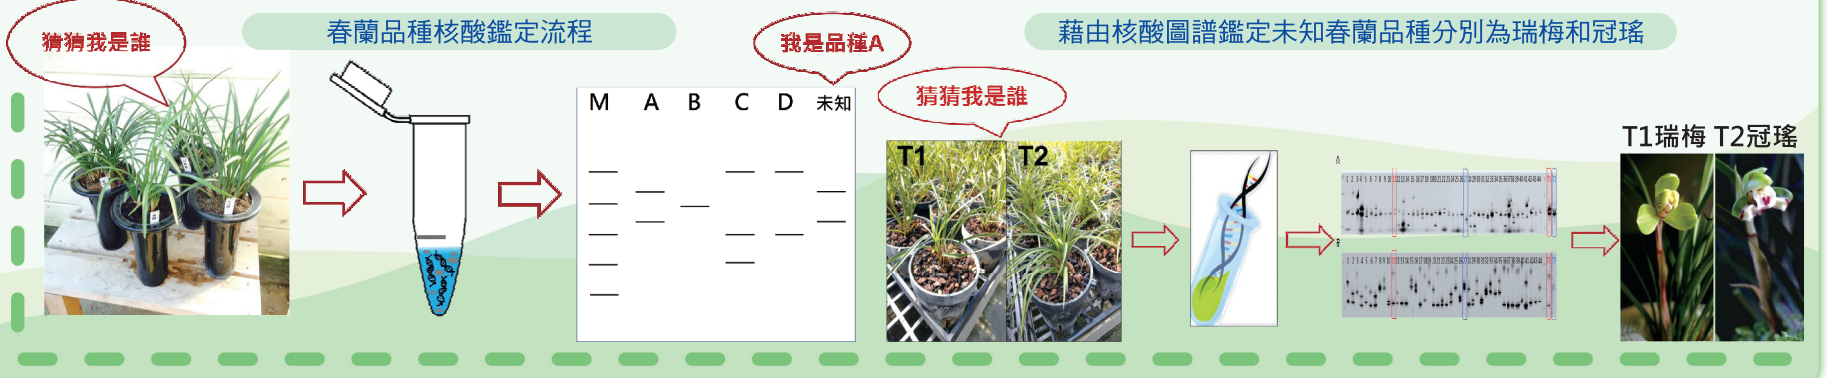 春蘭品種核酸鑑定流程
猜猜我是誰
我是品種A
M A B C D 未知
藉由核酸圖譜鑑定未知春蘭品種分別為瑞梅和冠瑤
猜猜我是誰
T1 T2
T1瑞梅 T2冠瑤